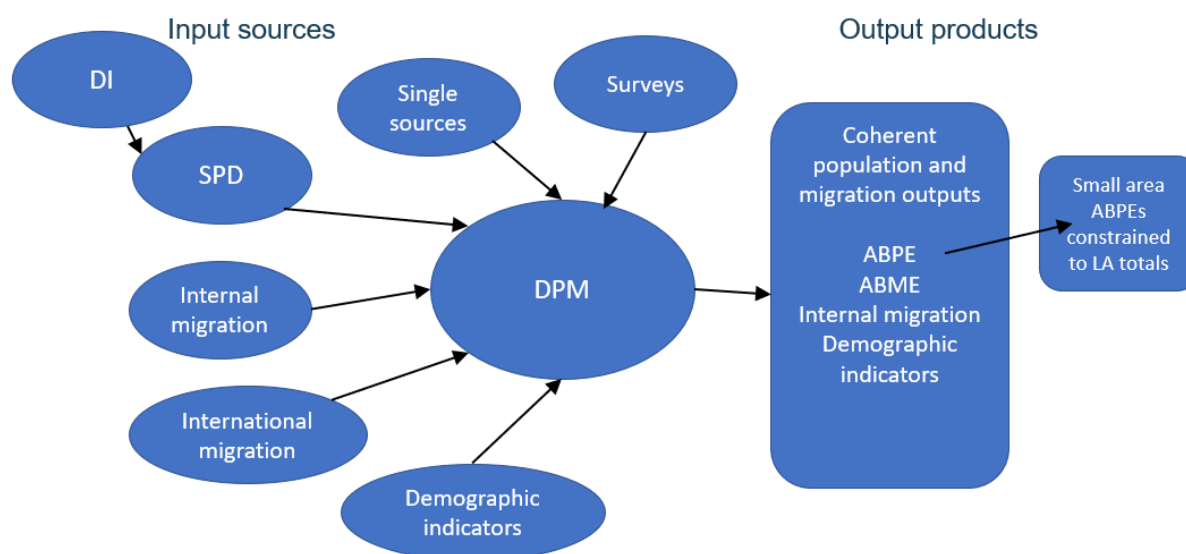 Input sources
Output products
DI
SPD
Single
sources
Surveys
Internal
migration
International
migration
Demographic
indicators
DPM
Coherent
population and
migration outputs
ABPE
ABME
Internal migration
Demographic
indicators
Small area
ABPEs
constrained
to LA totals